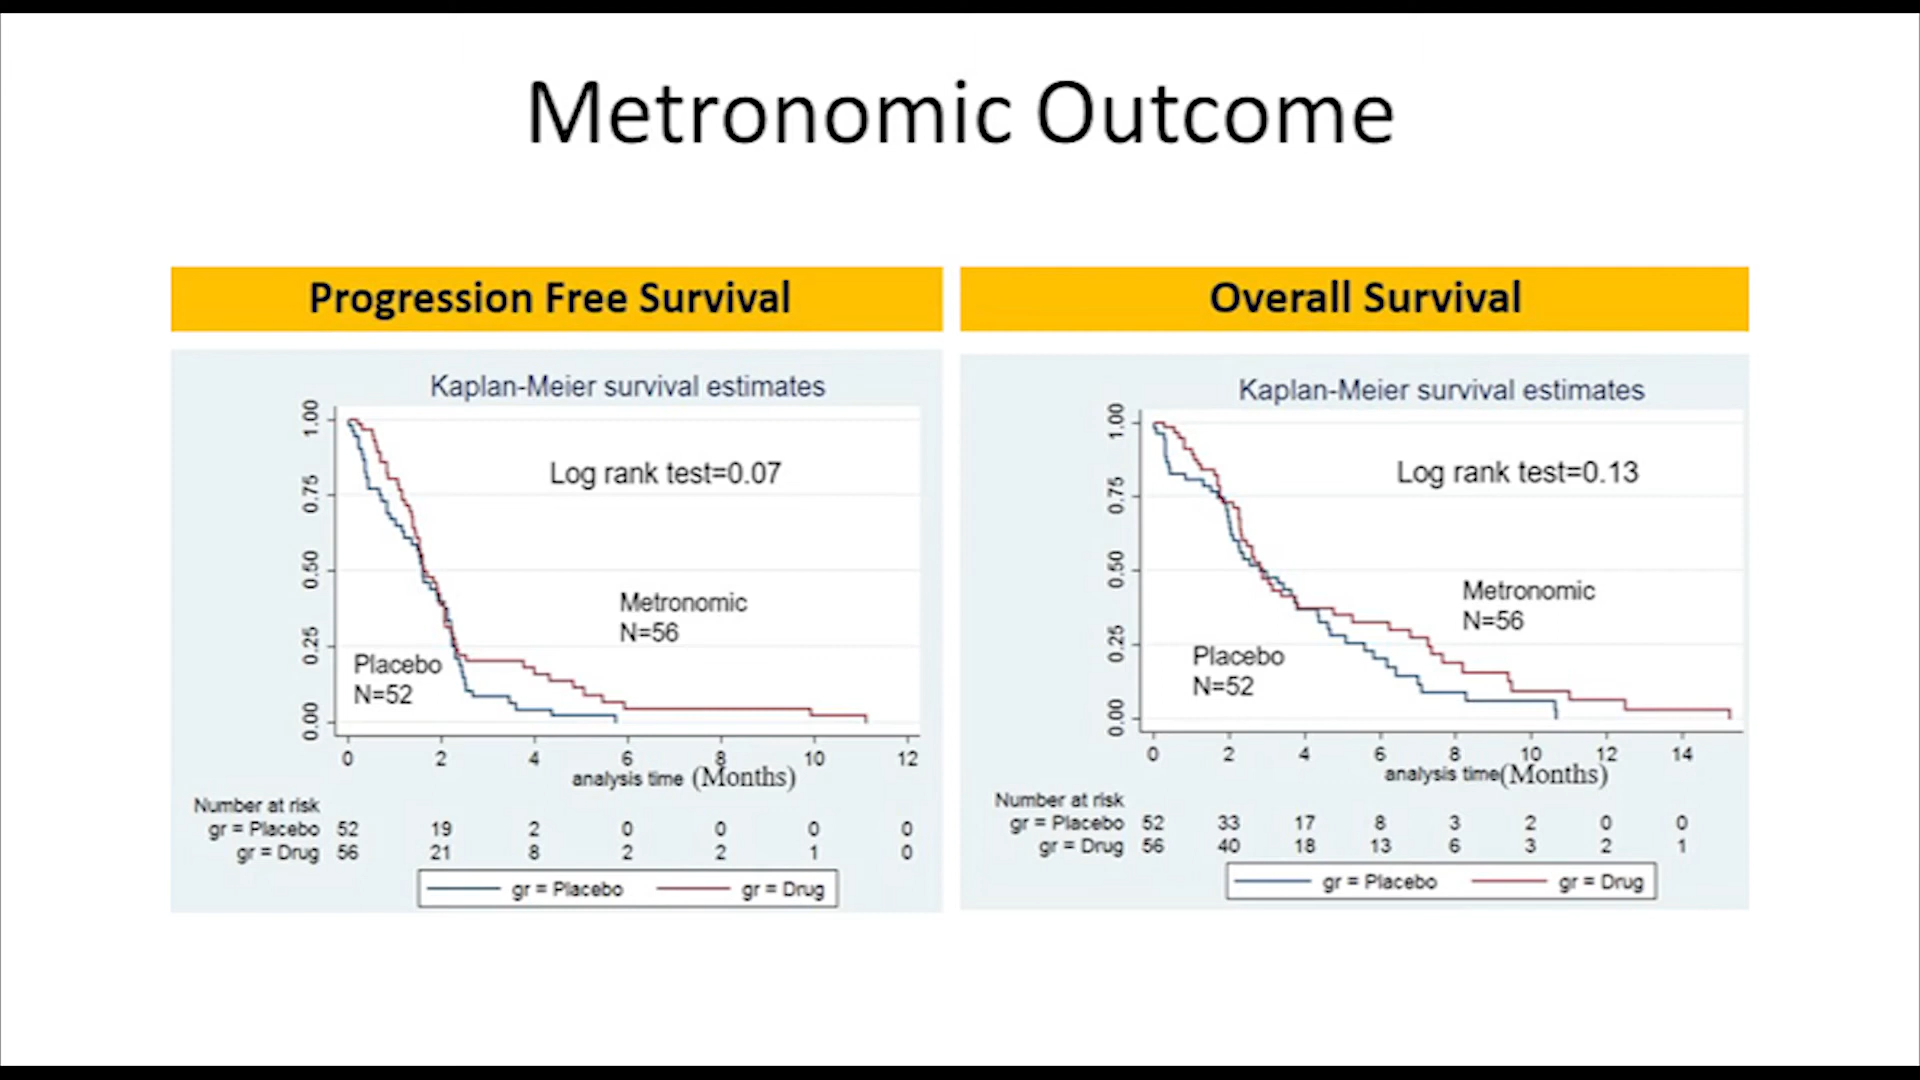 Metronomic Outcome
Progression Free Survival
Kaplan-Meier survival estimates
Log rank test=0.07
Metronomic
N=56
Placebo
N=52
1.00
0.75
0.50
0.25
0.00
0 2 4 6 8 10 12
analysis time (Months)
Number at risk
gr = Placebo 52 19 2 0 0 0 0
gr = Drug 56 21 8 2 2 1 0
gr = Placebo gr = Drug
Overall Survival
Kaplan-Meier survival estimates
Log rank test=0.13
Metronomic
N=56
Placebo
N=52
1.00
0.75
0.50
0.25
0.00
0 2 4 6 8 10 12 14
analysis time(Months)
Number at risk
gr = Placebo 52 33 17 8 3 2 0 0
gr = Drug 56 40 18 13 6 3 2 1
gr = Placebo gr = Drug